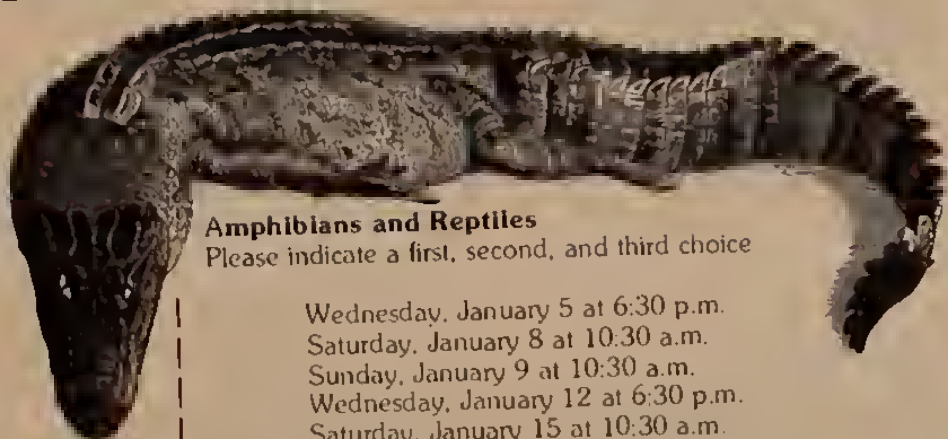 Amphibians and Reptiles
Please indicate a first, second, and third choice
Wednesday, January 5 at 6:30 p.m.
Saturday, January 8 at 10:30 a.m.
Sunday, January 9 at 10:30 a.m.
Wednesday, January 12 at 6:30 p.m.
Saturday, January 15 at 10:30 a.m.